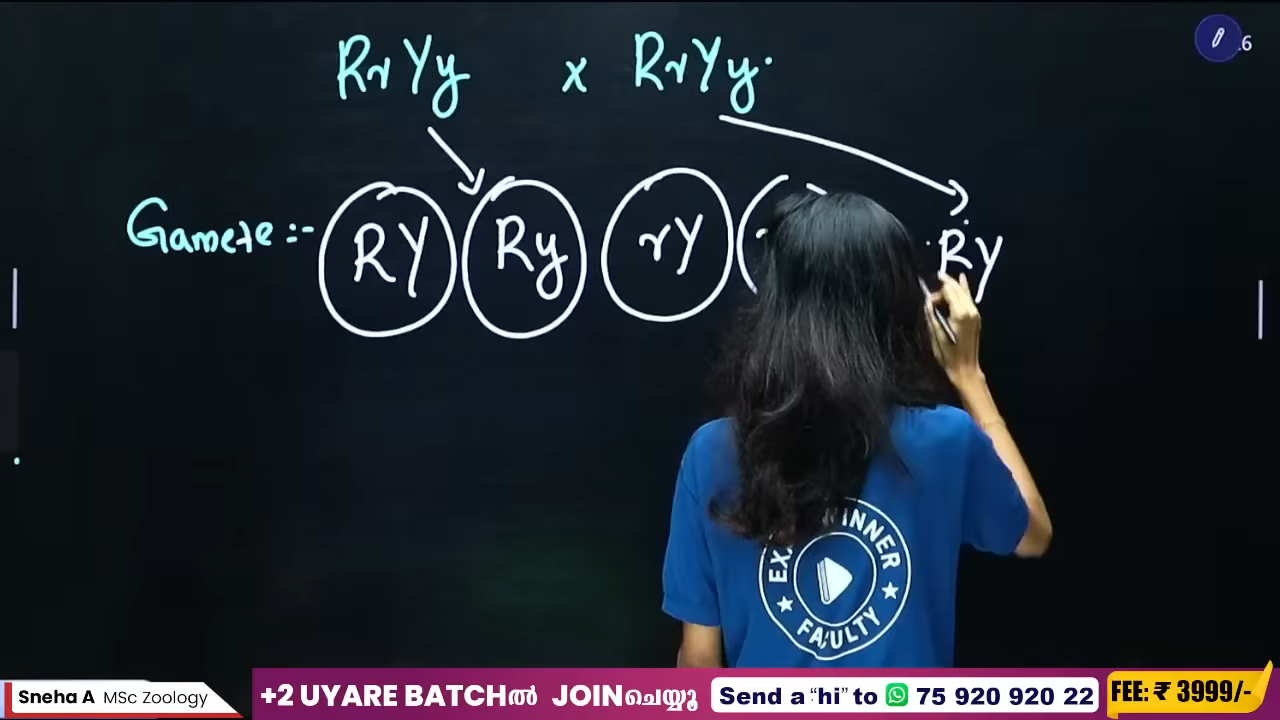 .6
RrYy x RrYy.
Gamete :- RY Ry rY RY
EXAM WINNER
FACULTY
Sneha A MSc Zoology
+2 UYARE BATCHൽ JOINചെയ്യൂ
Send a “hi” to 75 920 920 22
FEE: ₹ 3999/-